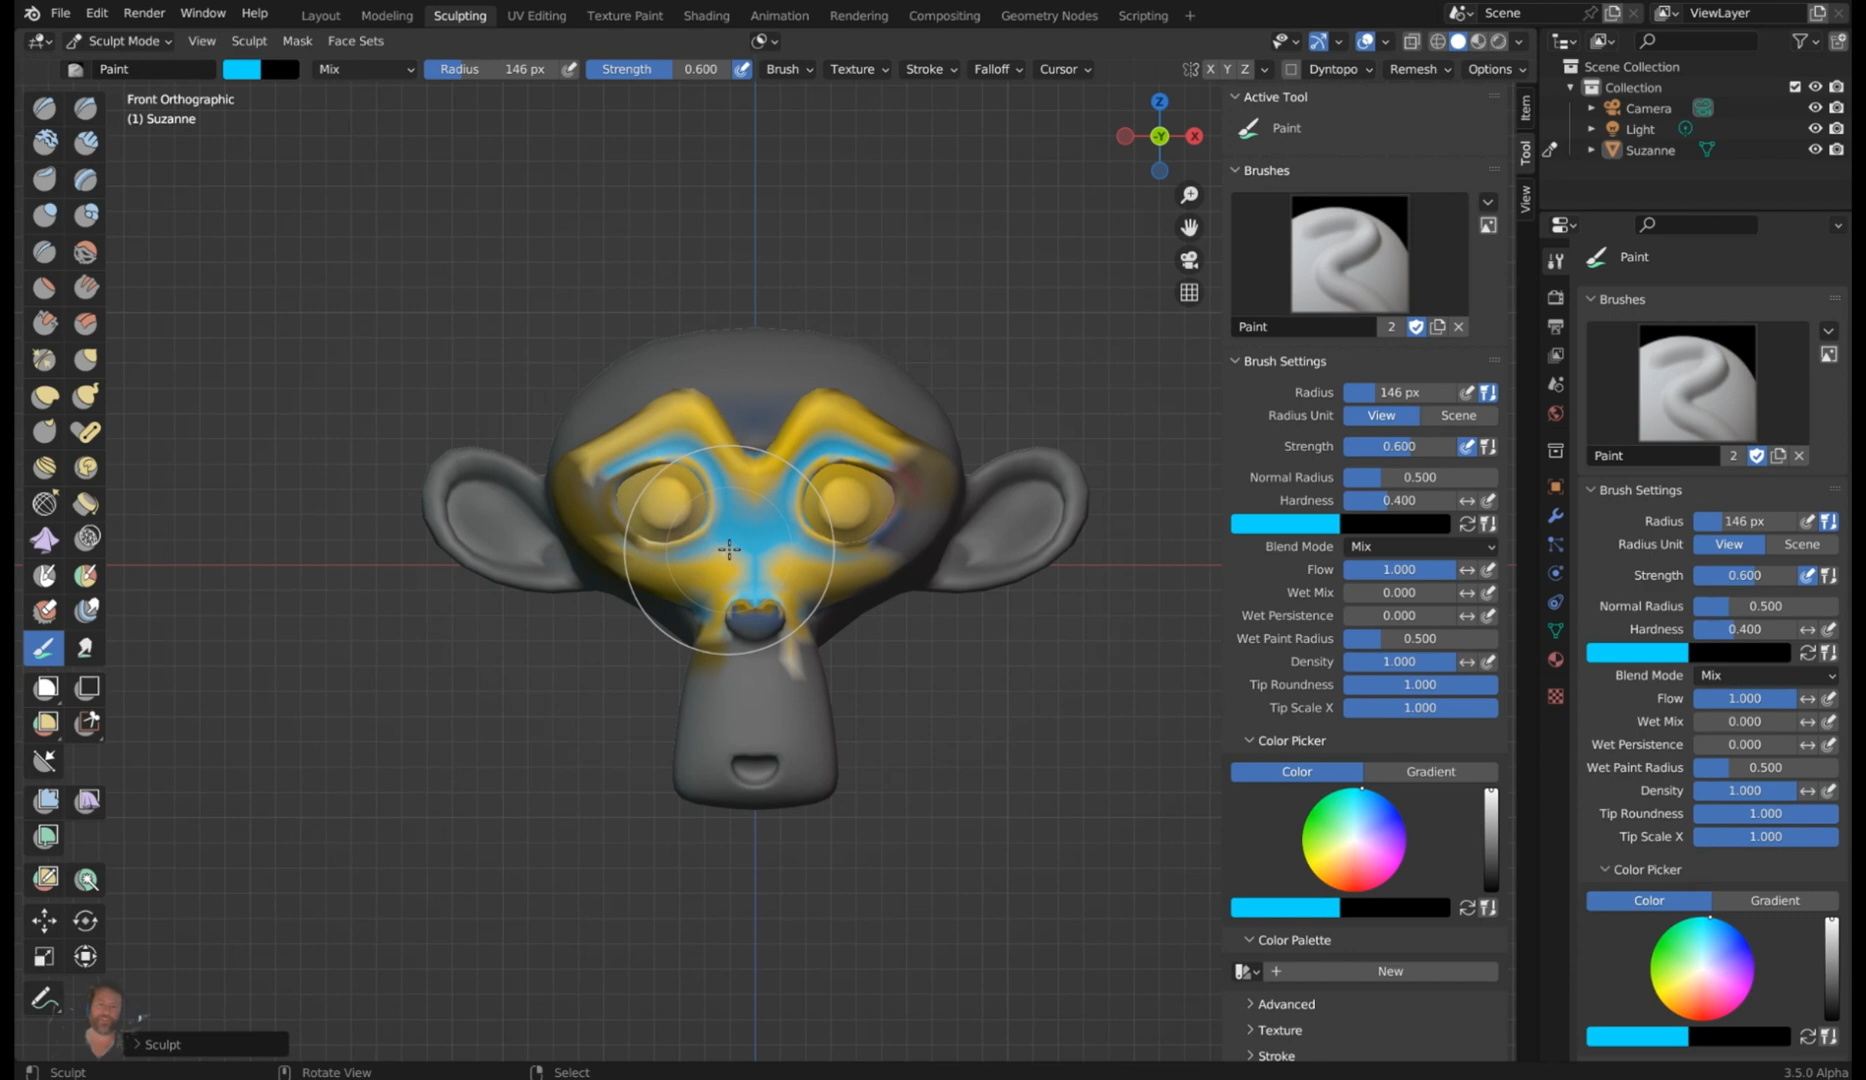 File Edit Render Window Help Layout Modeling Sculpting UV Editing Texture Paint Shading Animation Rendering Compositing Geometry Nodes Scripting + Scene ViewLayer
Sculpt Mode View Sculpt Mask Face Sets
Paint Mix Radius 146 px Strength 0.600 Brush Texture Stroke Falloff Cursor X Y Z Dyntopo Remesh Options
Front Orthographic
(1) Suzanne
Z
-Y
X
Active Tool
Paint
Brushes
Paint 2
Brush Settings
Radius 146 px
Radius Unit View Scene
Strength 0.600
Normal Radius 0.500
Hardness 0.400
Blend Mode Mix
Flow 1.000
Wet Mix 0.000
Wet Persistence 0.000
Wet Paint Radius 0.500
Density 1.000
Tip Roundness 1.000
Tip Scale X 1.000
Color Picker
Color Gradient
Color Palette
+ New
Advanced
Texture
Stroke
Item
Tool
View
Scene Collection
Collection
Camera
Light
Suzanne
Paint
Brushes
Paint 2
Brush Settings
Radius 146 px
Radius Unit View Scene
Strength 0.600
Normal Radius 0.500
Hardness 0.400
Blend Mode Mix
Flow 1.000
Wet Mix 0.000
Wet Persistence 0.000
Wet Paint Radius 0.500
Density 1.000
Tip Roundness 1.000
Tip Scale X 1.000
Color Picker
Color Gradient
Sculpt
Sculpt Rotate View Select 3.5.0 Alpha